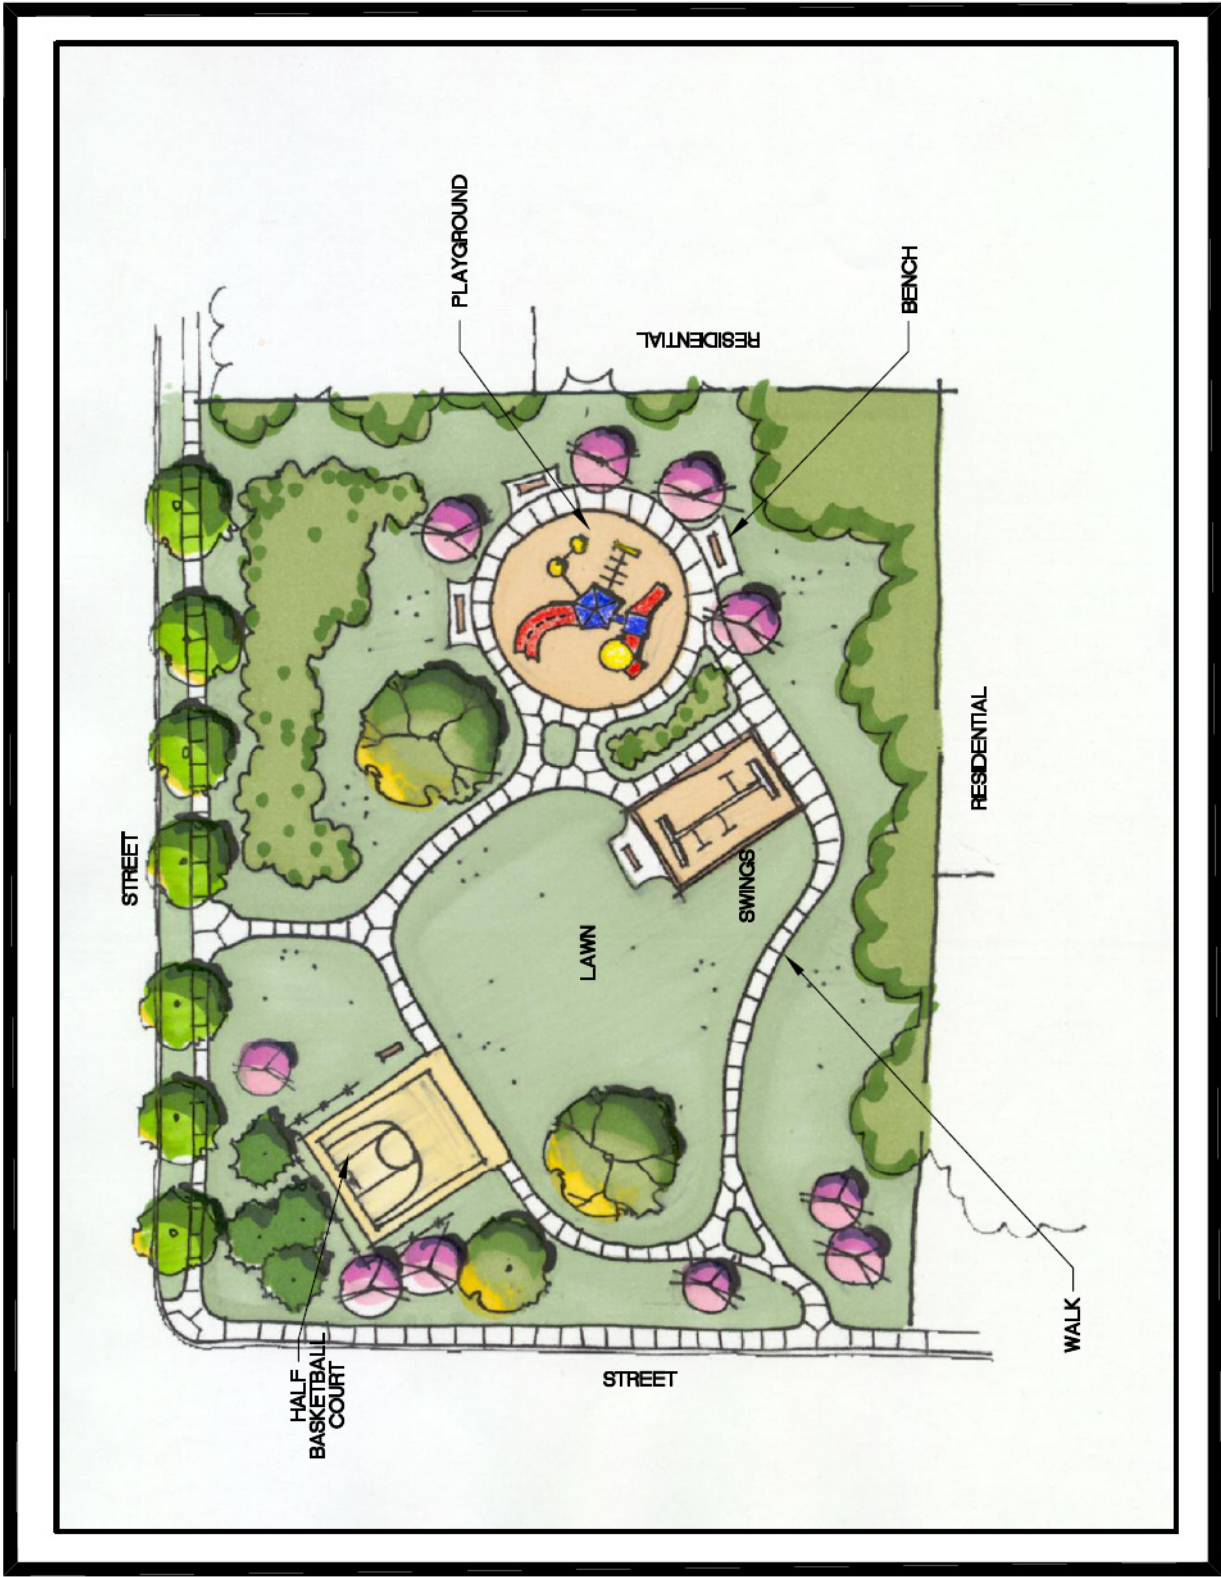 STREET
HALF
BASKETBALL
COURT
PLAYGROUND
STREET
LAWN
SWINGS
RESIDENTIAL
BENCH
WALK
RESIDENTIAL